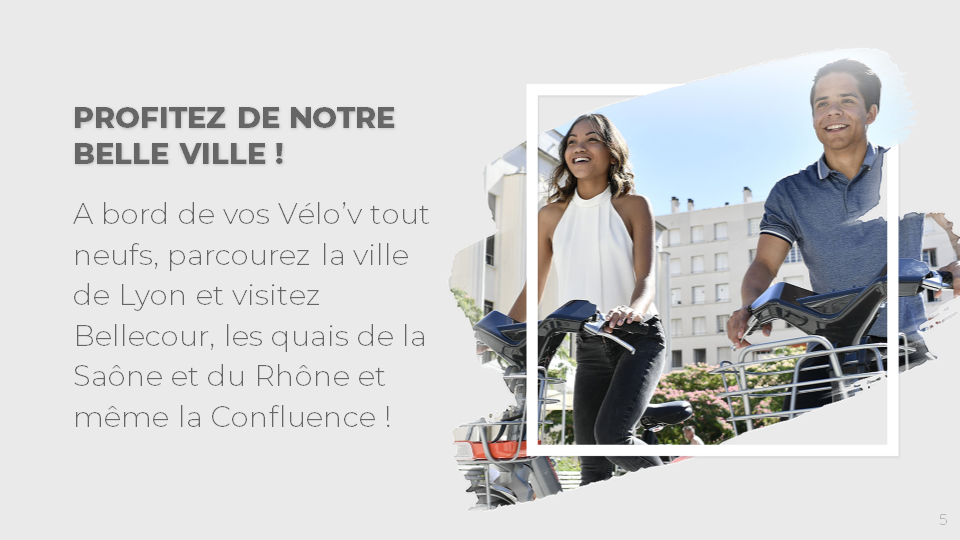 PROFITEZ DE NOTRE
BELLE VILLE !
A bord de vos Vélo’v tout
neufs, parcourez la ville
de Lyon et visitez
Bellecour, les quais de la
Saône et du Rhône et
même la Confluence !
5